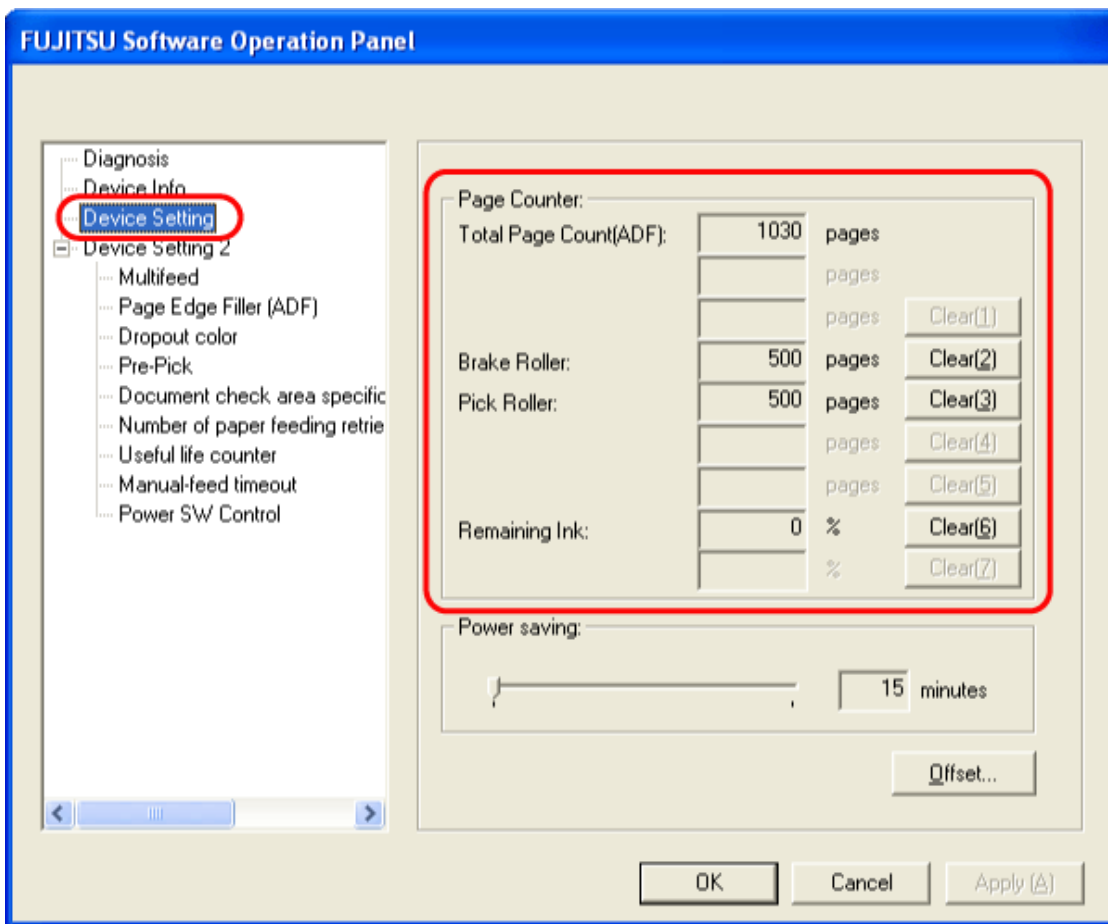 FUJITSU Software Operation Panel
Diagnosis
Device Info
Device Setting
Device Setting 2
Multifeed
Page Edge Filler (ADF)
Dropout color
Pre-Pick
Document check area specific
Number of paper feeding retrie
Useful life counter
Manual-feed timeout
Power SW Control
Page Counter:
Total Page Count(ADF): 1030 pages
pages
pages Clear(1)
Brake Roller: 500 pages Clear(2)
Pick Roller: 500 pages Clear(3)
pages Clear(4)
pages Clear(5)
Remaining Ink: 0 % Clear(6)
% Clear(7)
Power saving:
15 minutes
Offset...
OK Cancel Apply (A)